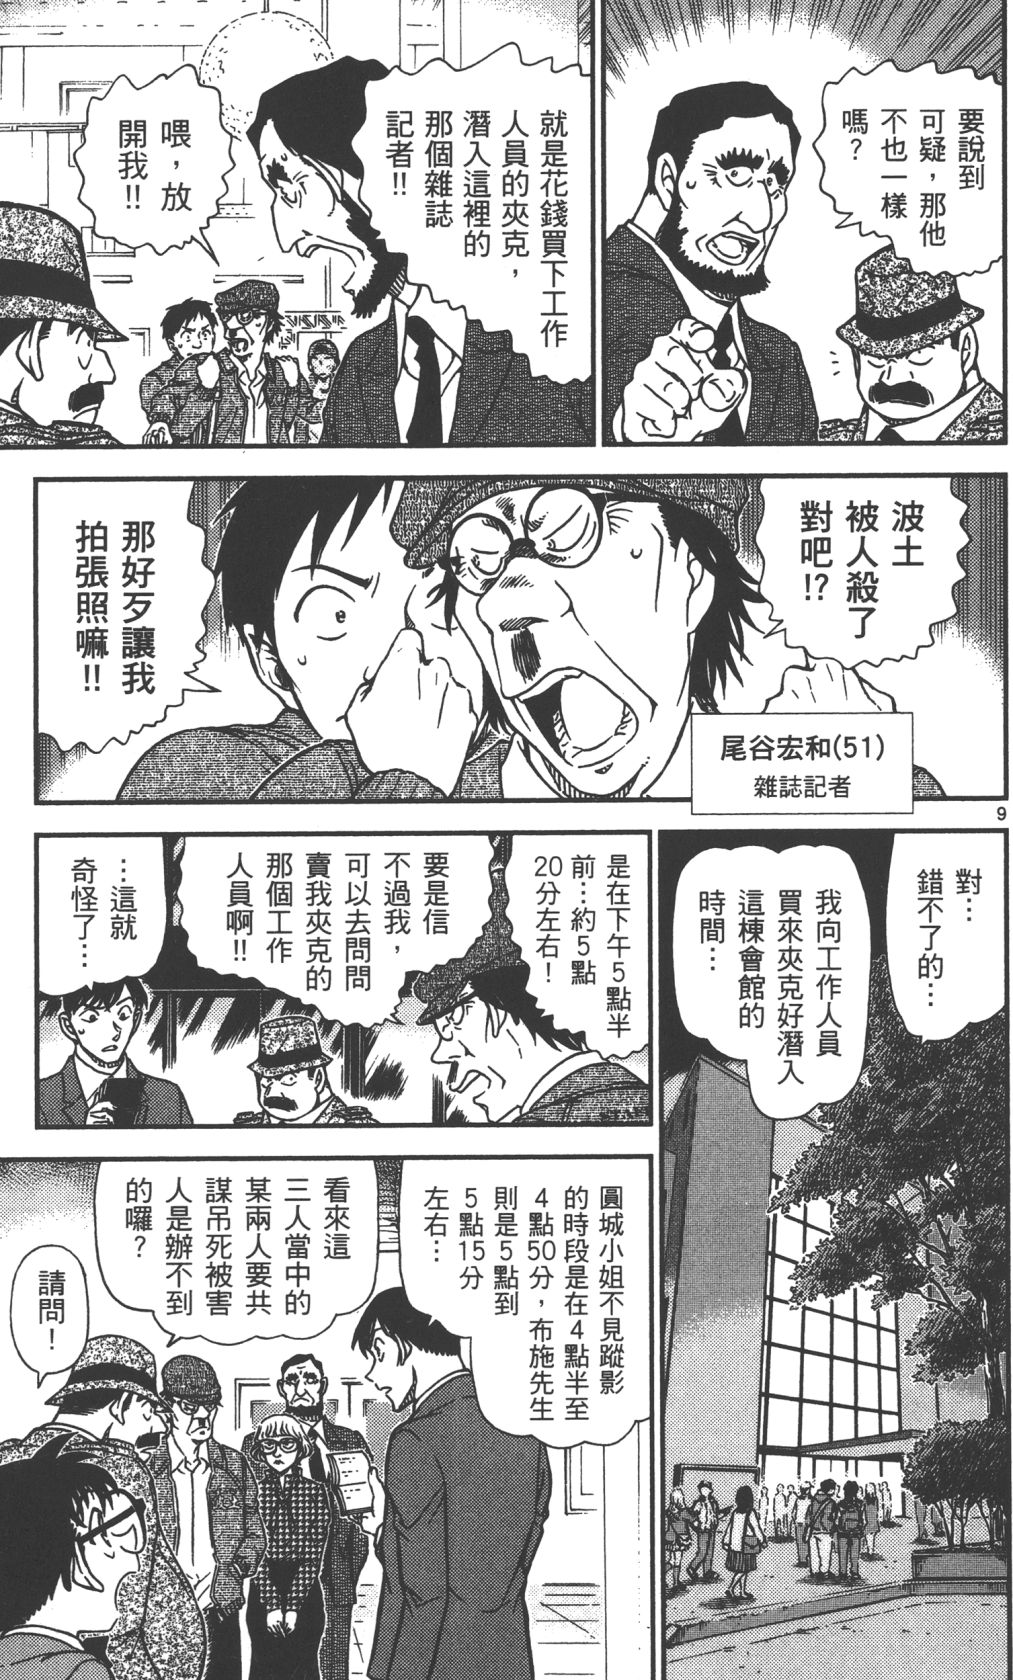 要說到
可疑，那他
不也一樣
嗎？
就是花錢買下工作
人員的夾克，
潛入這裡的
那個雜誌
記者!!
喂，放
開我!!
波土
被人殺了
對吧!?
那好歹讓我
拍張照嘛!!
尾谷宏和(51)
雜誌記者
9
對…
錯不了的…
我向工作人員
買來夾克好潛入
這棟會館的
時間…
是在下午5點半
前…約5點
20分左右！
要是信
不過我，
可以去問問
賣我夾克的
那個工作
人員啊!!
…這就
奇怪了…
圓城小姐不見蹤影
的時段是在4點半至
4點50分，布施先生
則是5點到
5點15分
左右…
看來這
三人當中的
某兩人要共
謀吊死被害
人是辦不到
的囉？
請問！